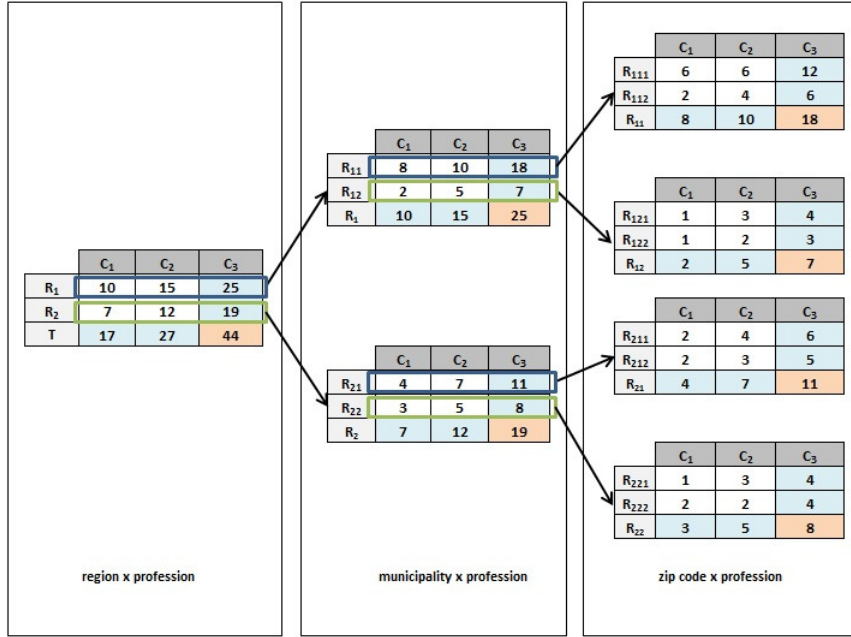 C₁ C₂ C₃
R₁ 10 15 25
R₂ 7 12 19
T 17 27 44
region x profession
C₁ C₂ C₃
R₁₁ 8 10 18
R₁₂ 2 5 7
R₁ 10 15 25
C₁ C₂ C₃
R₂₁ 4 7 11
R₂₂ 3 5 8
R₂ 7 12 19
municipality x profession
C₁ C₂ C₃
R₁₁₁ 6 6 12
R₁₁₂ 2 4 6
R₁₁ 8 10 18
C₁ C₂ C₃
R₁₂₁ 1 3 4
R₁₂₂ 1 2 3
R₁₂ 2 5 7
C₁ C₂ C₃
R₂₁₁ 2 4 6
R₂₁₂ 2 3 5
R₂₁ 4 7 11
C₁ C₂ C₃
R₂₂₁ 1 3 4
R₂₂₂ 2 2 4
R₂₂ 3 5 8
zip code x profession